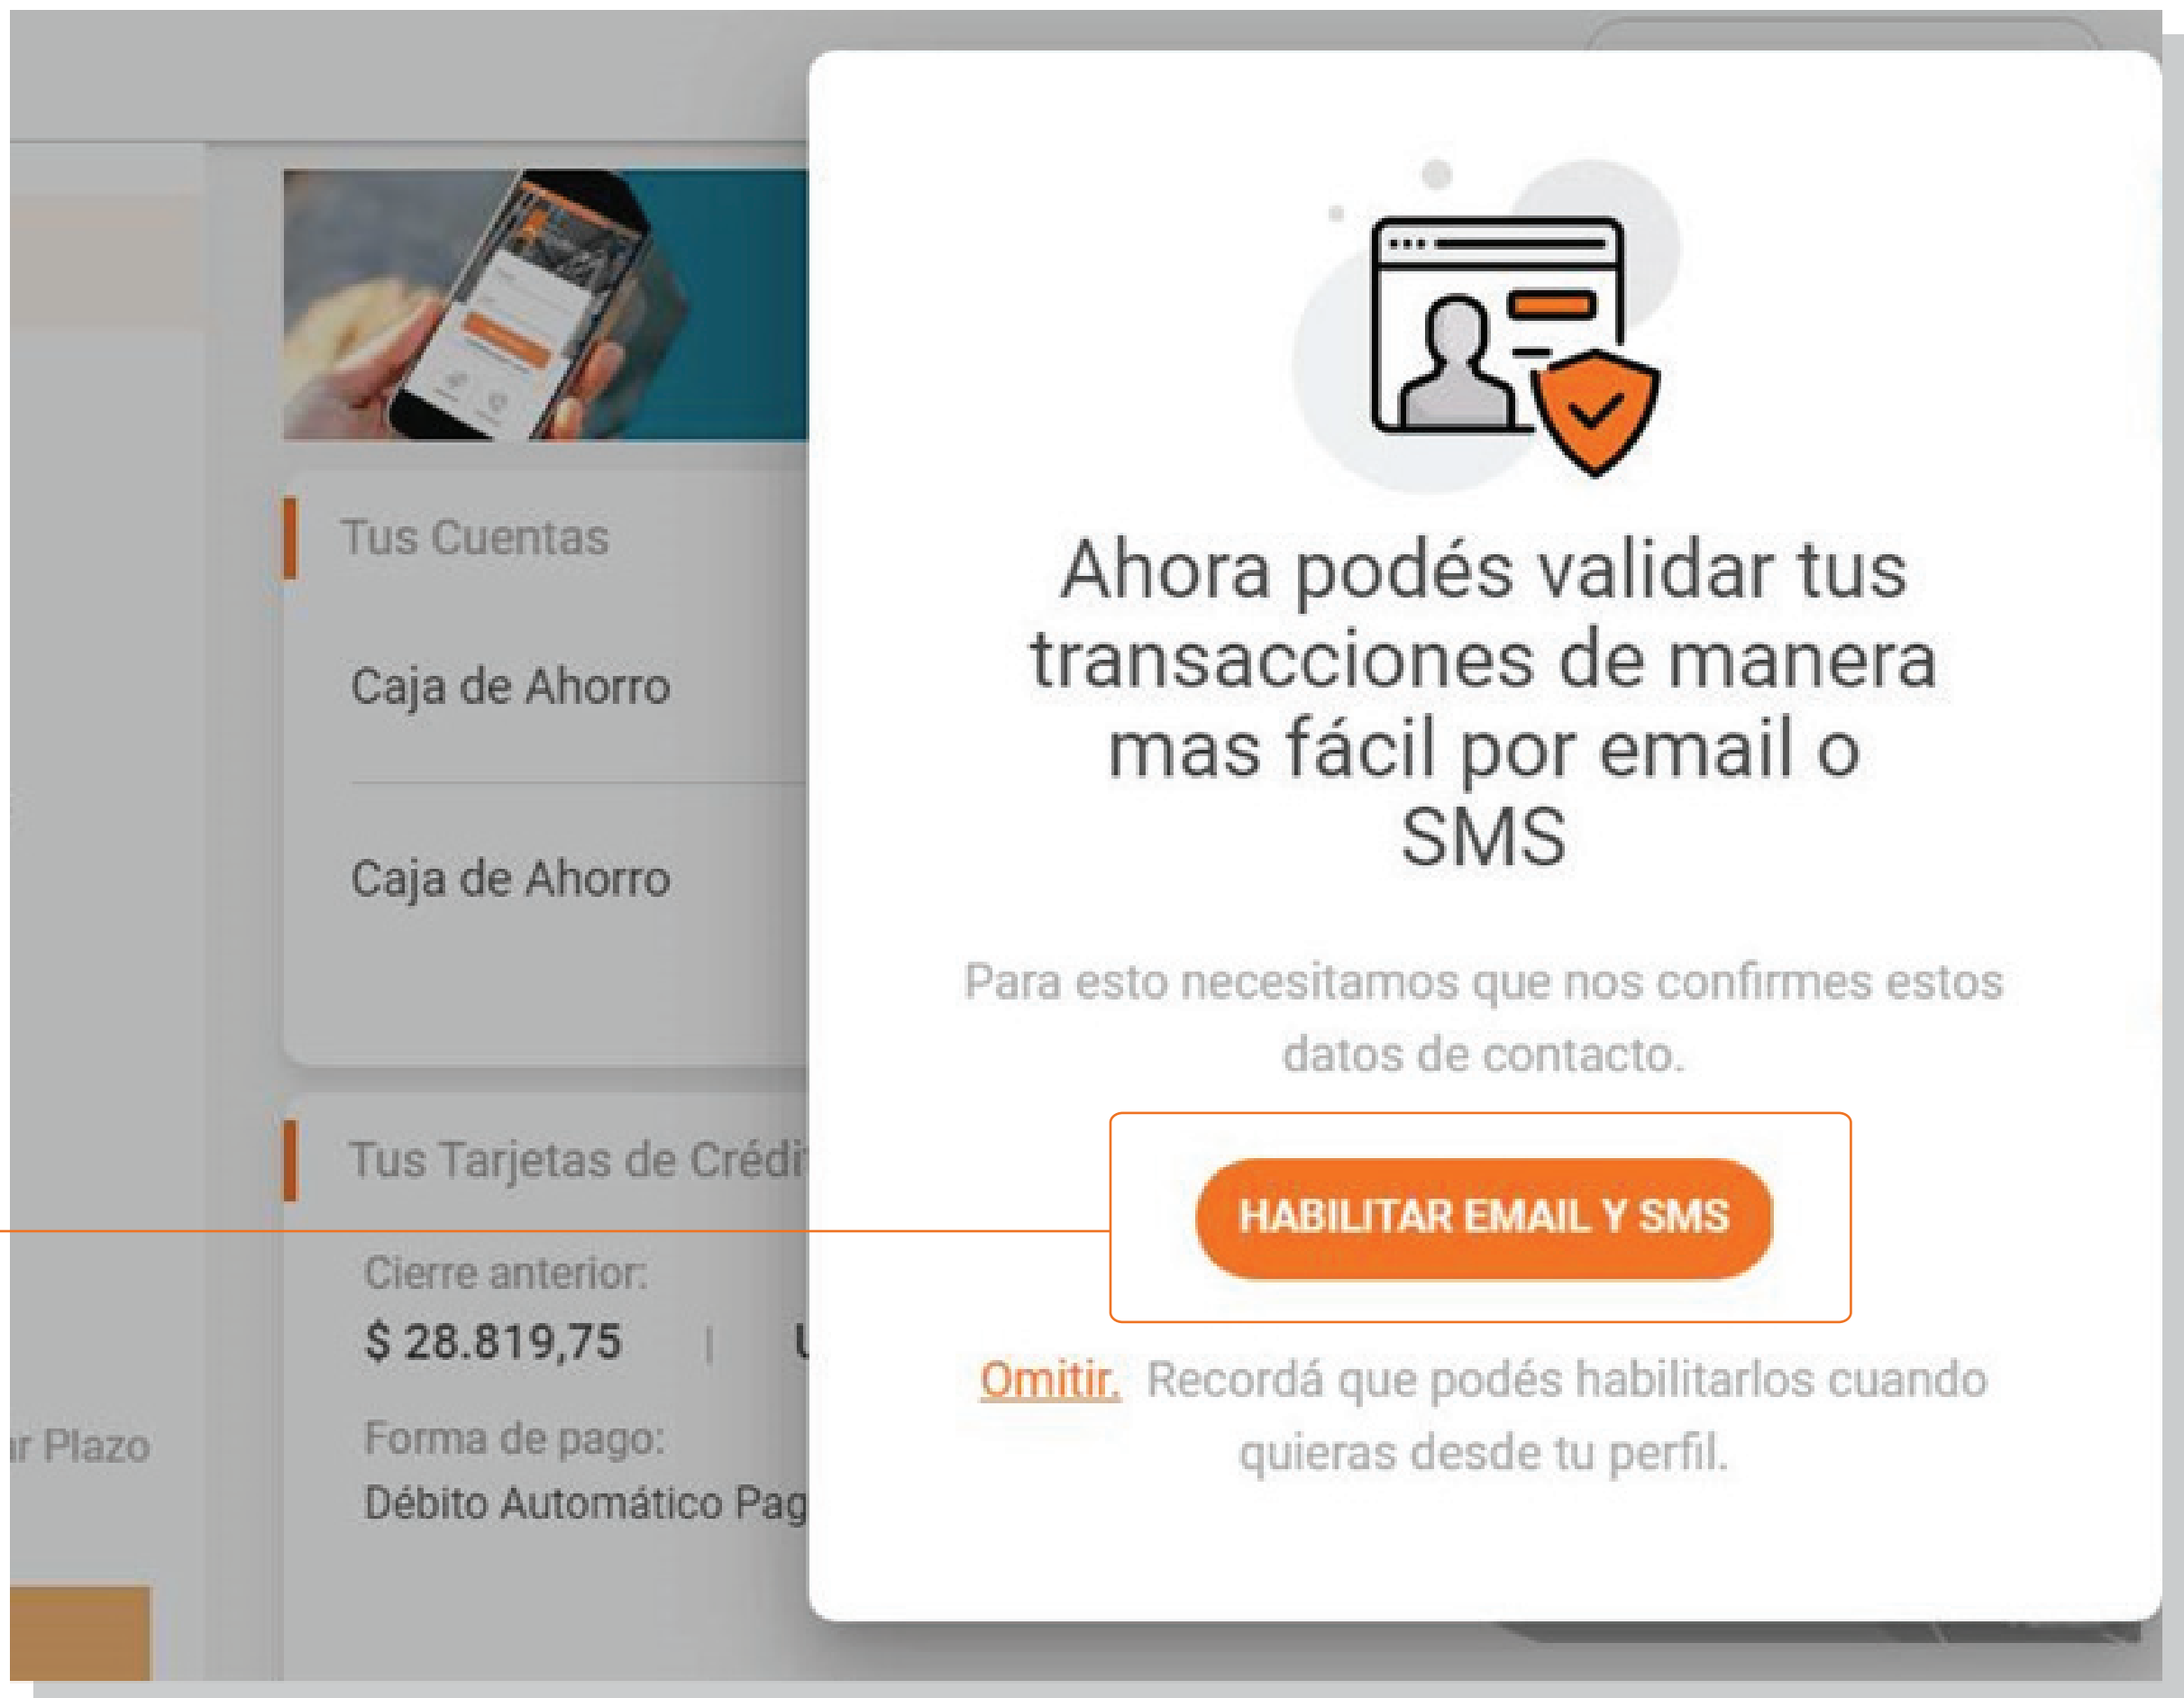 Tus Cuentas
Caja de Ahorro
Caja de Ahorro
Tus Tarjetas de Crédi
Cierre anterior:
$ 28.819,75 |
Forma de pago:
Débito Automático Pag
ar Plazo
Ahora podés validar tus
transacciones de manera
mas fácil por email o
SMS
Para esto necesitamos que nos confirmes estos
datos de contacto.
HABILITAR EMAIL Y SMS
Omitir. Recordá que podés habilitarlos cuando
quieras desde tu perfil.